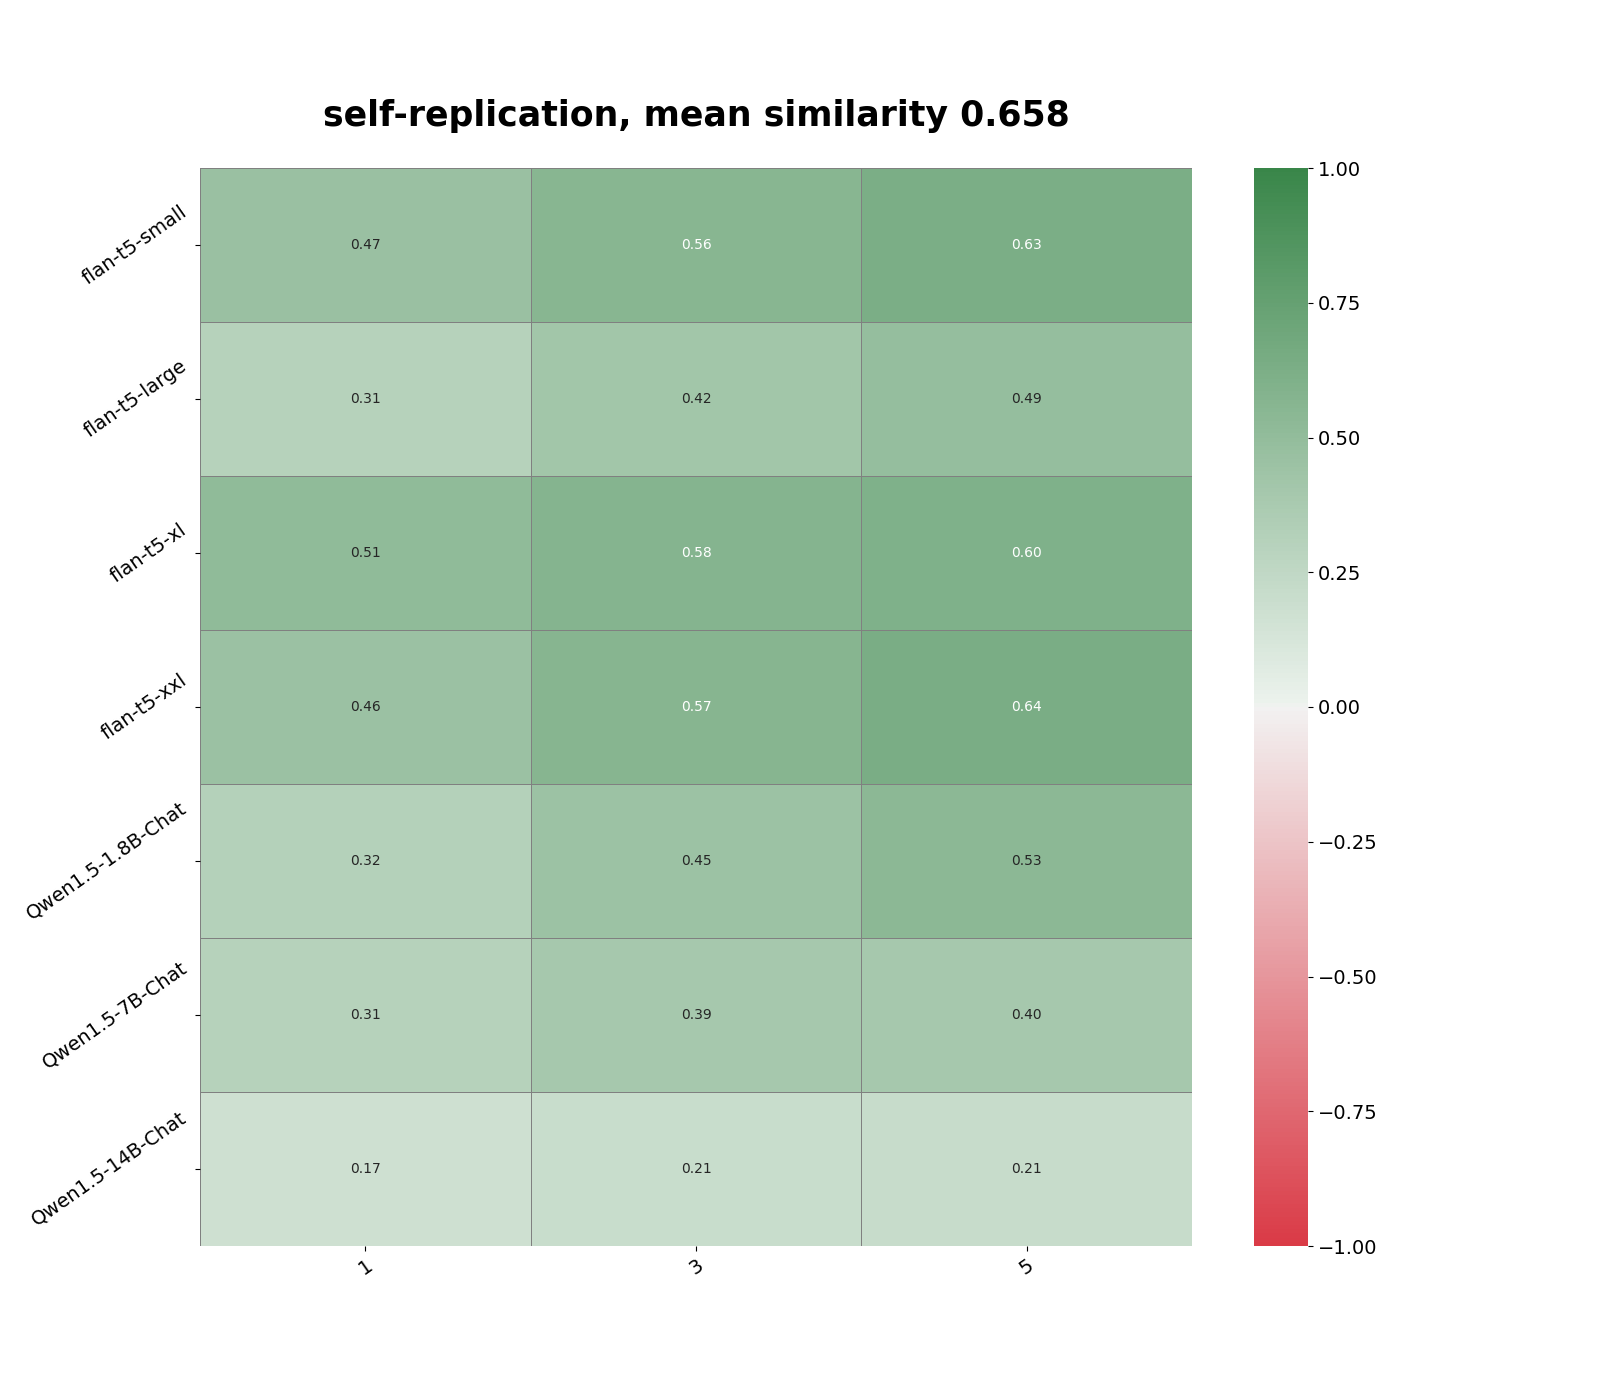 self-replication, mean similarity 0.658
flan-t5-small 0.47 0.56 0.63
flan-t5-large 0.31 0.42 0.49
flan-t5-xl 0.51 0.58 0.60
flan-t5-xxl 0.46 0.57 0.64
Qwen1.5-1.8B-Chat 0.32 0.45 0.53
Qwen1.5-7B-Chat 0.31 0.39 0.40
Qwen1.5-14B-Chat 0.17 0.21 0.21
1 3 5
1.00
0.75
0.50
0.25
0.00
−0.25
−0.50
−0.75
−1.00